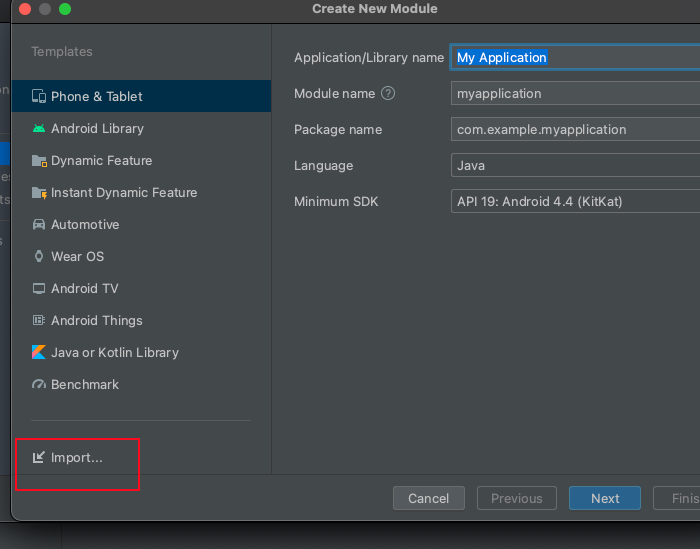 Create New Module
Templates
Phone & Tablet
Android Library
Dynamic Feature
Instant Dynamic Feature
Automotive
Wear OS
Android TV
Android Things
Java or Kotlin Library
Benchmark
Import...
Application/Library name My Application
Module name myapplication
Package name com.example.myapplication
Language Java
Minimum SDK API 19: Android 4.4 (KitKat)
Cancel Previous Next Finis